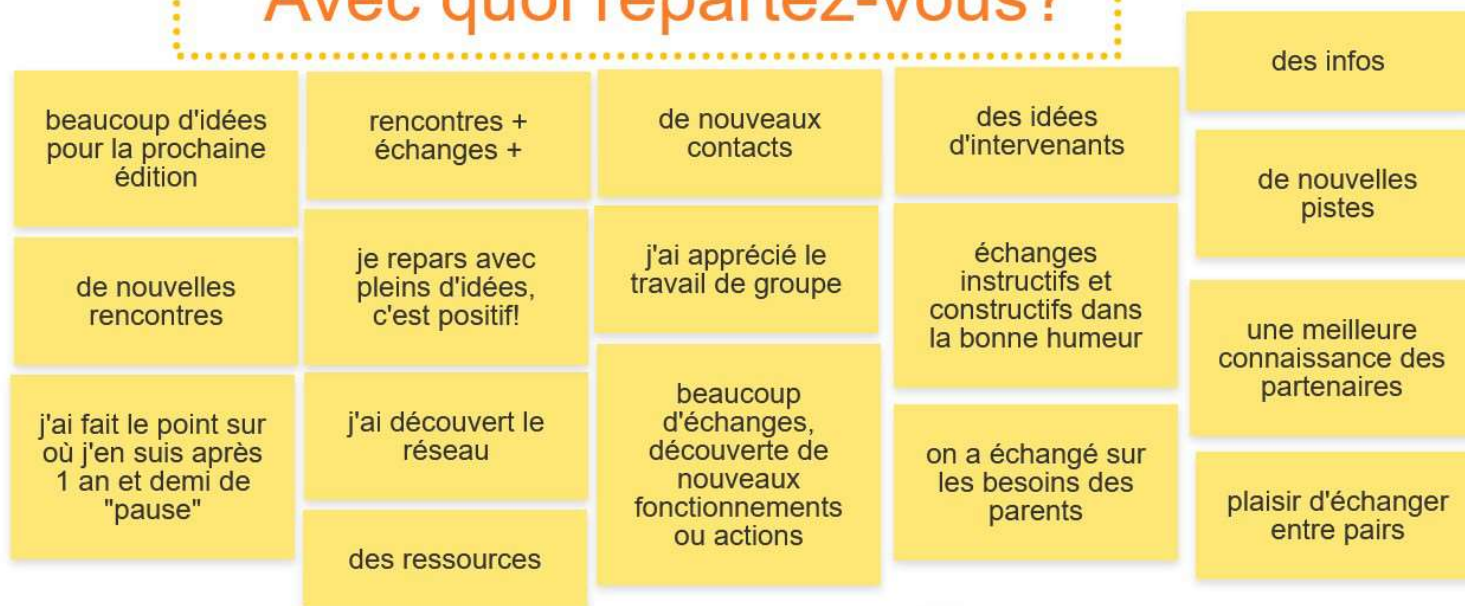 Avec quoi repartez-vous?
beaucoup d'idées
pour la prochaine
édition
de nouvelles
rencontres
j'ai fait le point sur
où j'en suis après
1 an et demi de
"pause"
rencontres +
échanges +
je repars avec
pleins d'idées,
c'est positif!
j'ai découvert le
réseau
des ressources
de nouveaux
contacts
j'ai apprécié le
travail de groupe
beaucoup
d'échanges,
découverte de
nouveaux
fonctionnements
ou actions
des idées
d'intervenants
échanges
instructifs et
constructifs dans
la bonne humeur
on a échangé sur
les besoins des
parents
des infos
de nouvelles
pistes
une meilleure
connaissance des
partenaires
plaisir d'échanger
entre pairs